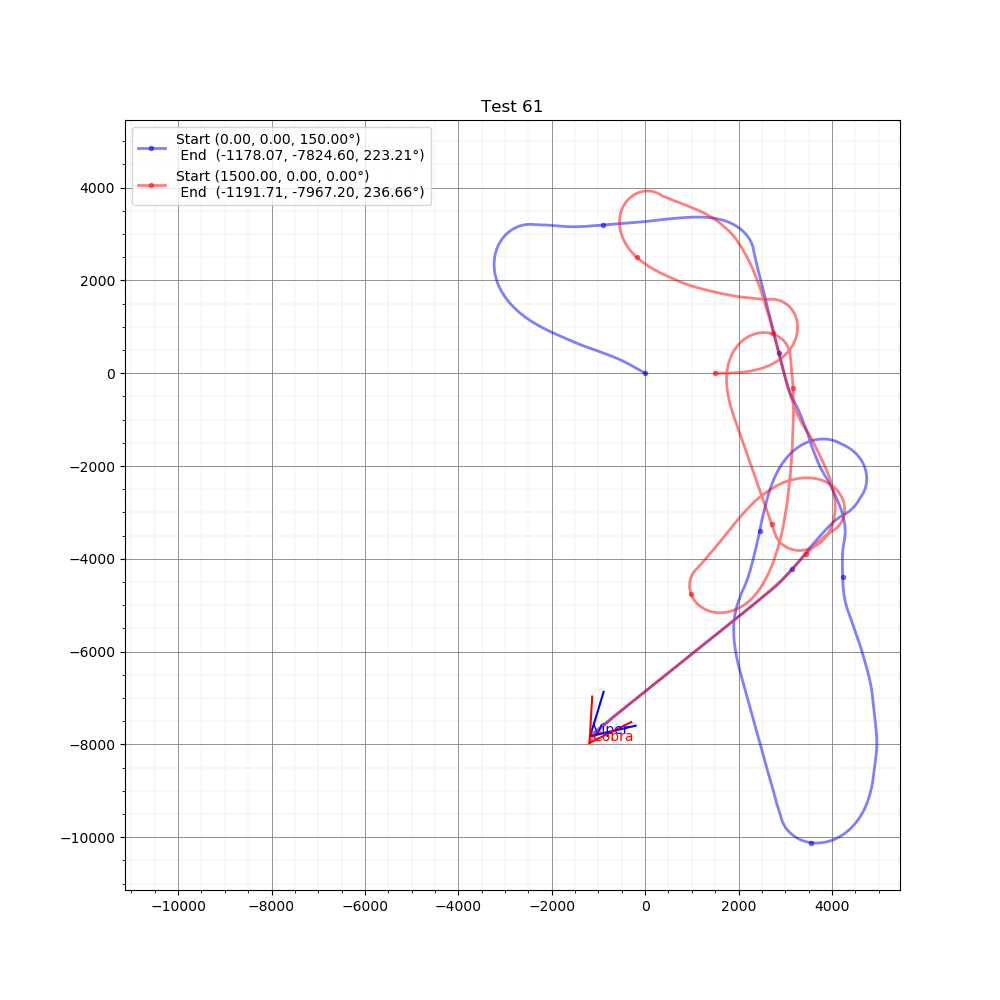 Test 61
Start (0.00, 0.00, 150.00°)
End (-1178.07, -7824.60, 223.21°)
Start (1500.00, 0.00, 0.00°)
End (-1191.71, -7967.20, 236.66°)
4000
2000
0
−2000
−4000
−6000
−8000
−10000
Viper
Cobra
−10000 −8000 −6000 −4000 −2000 0 2000 4000